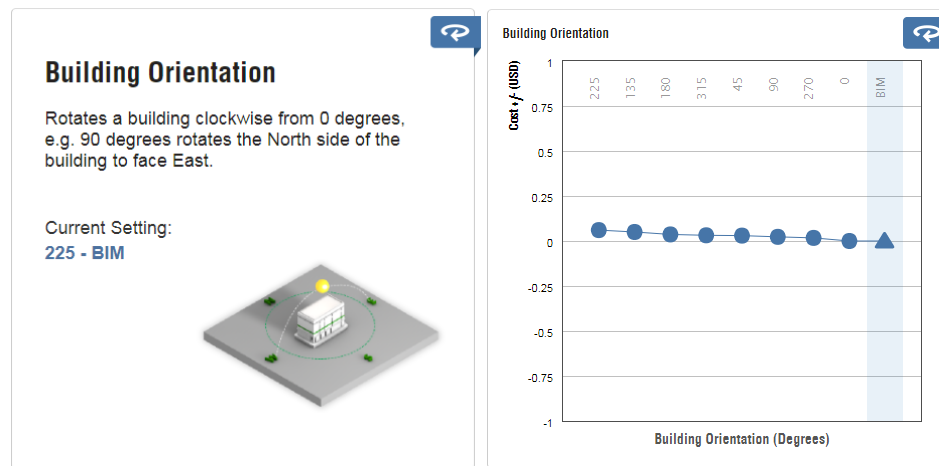 Building Orientation
Rotates a building clockwise from 0 degrees,
e.g. 90 degrees rotates the North side of the
building to face East.
Current Setting:
225 - BIM
Building Orientation
Cost +/- (USD)
1
0.75
0.5
0.25
0
-0.25
-0.5
-0.75
-1
225
135
180
315
45
90
270
0
BIM
Building Orientation (Degrees)